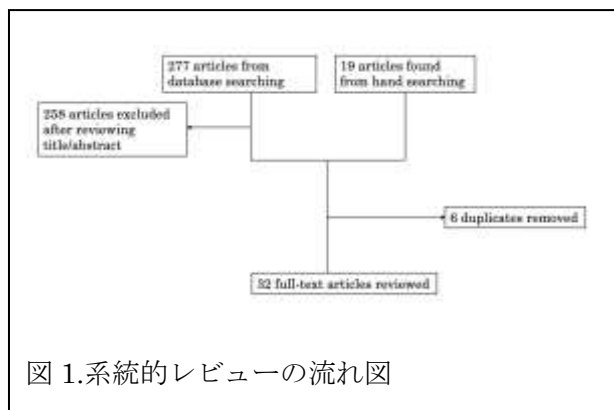 277 articles from
database searching
19 articles found
from hand searching
258 articles excluded
after reviewing
title/abstract
6 duplicates removed
32 full-text articles reviewed
図 1.系統的レビューの流れ図